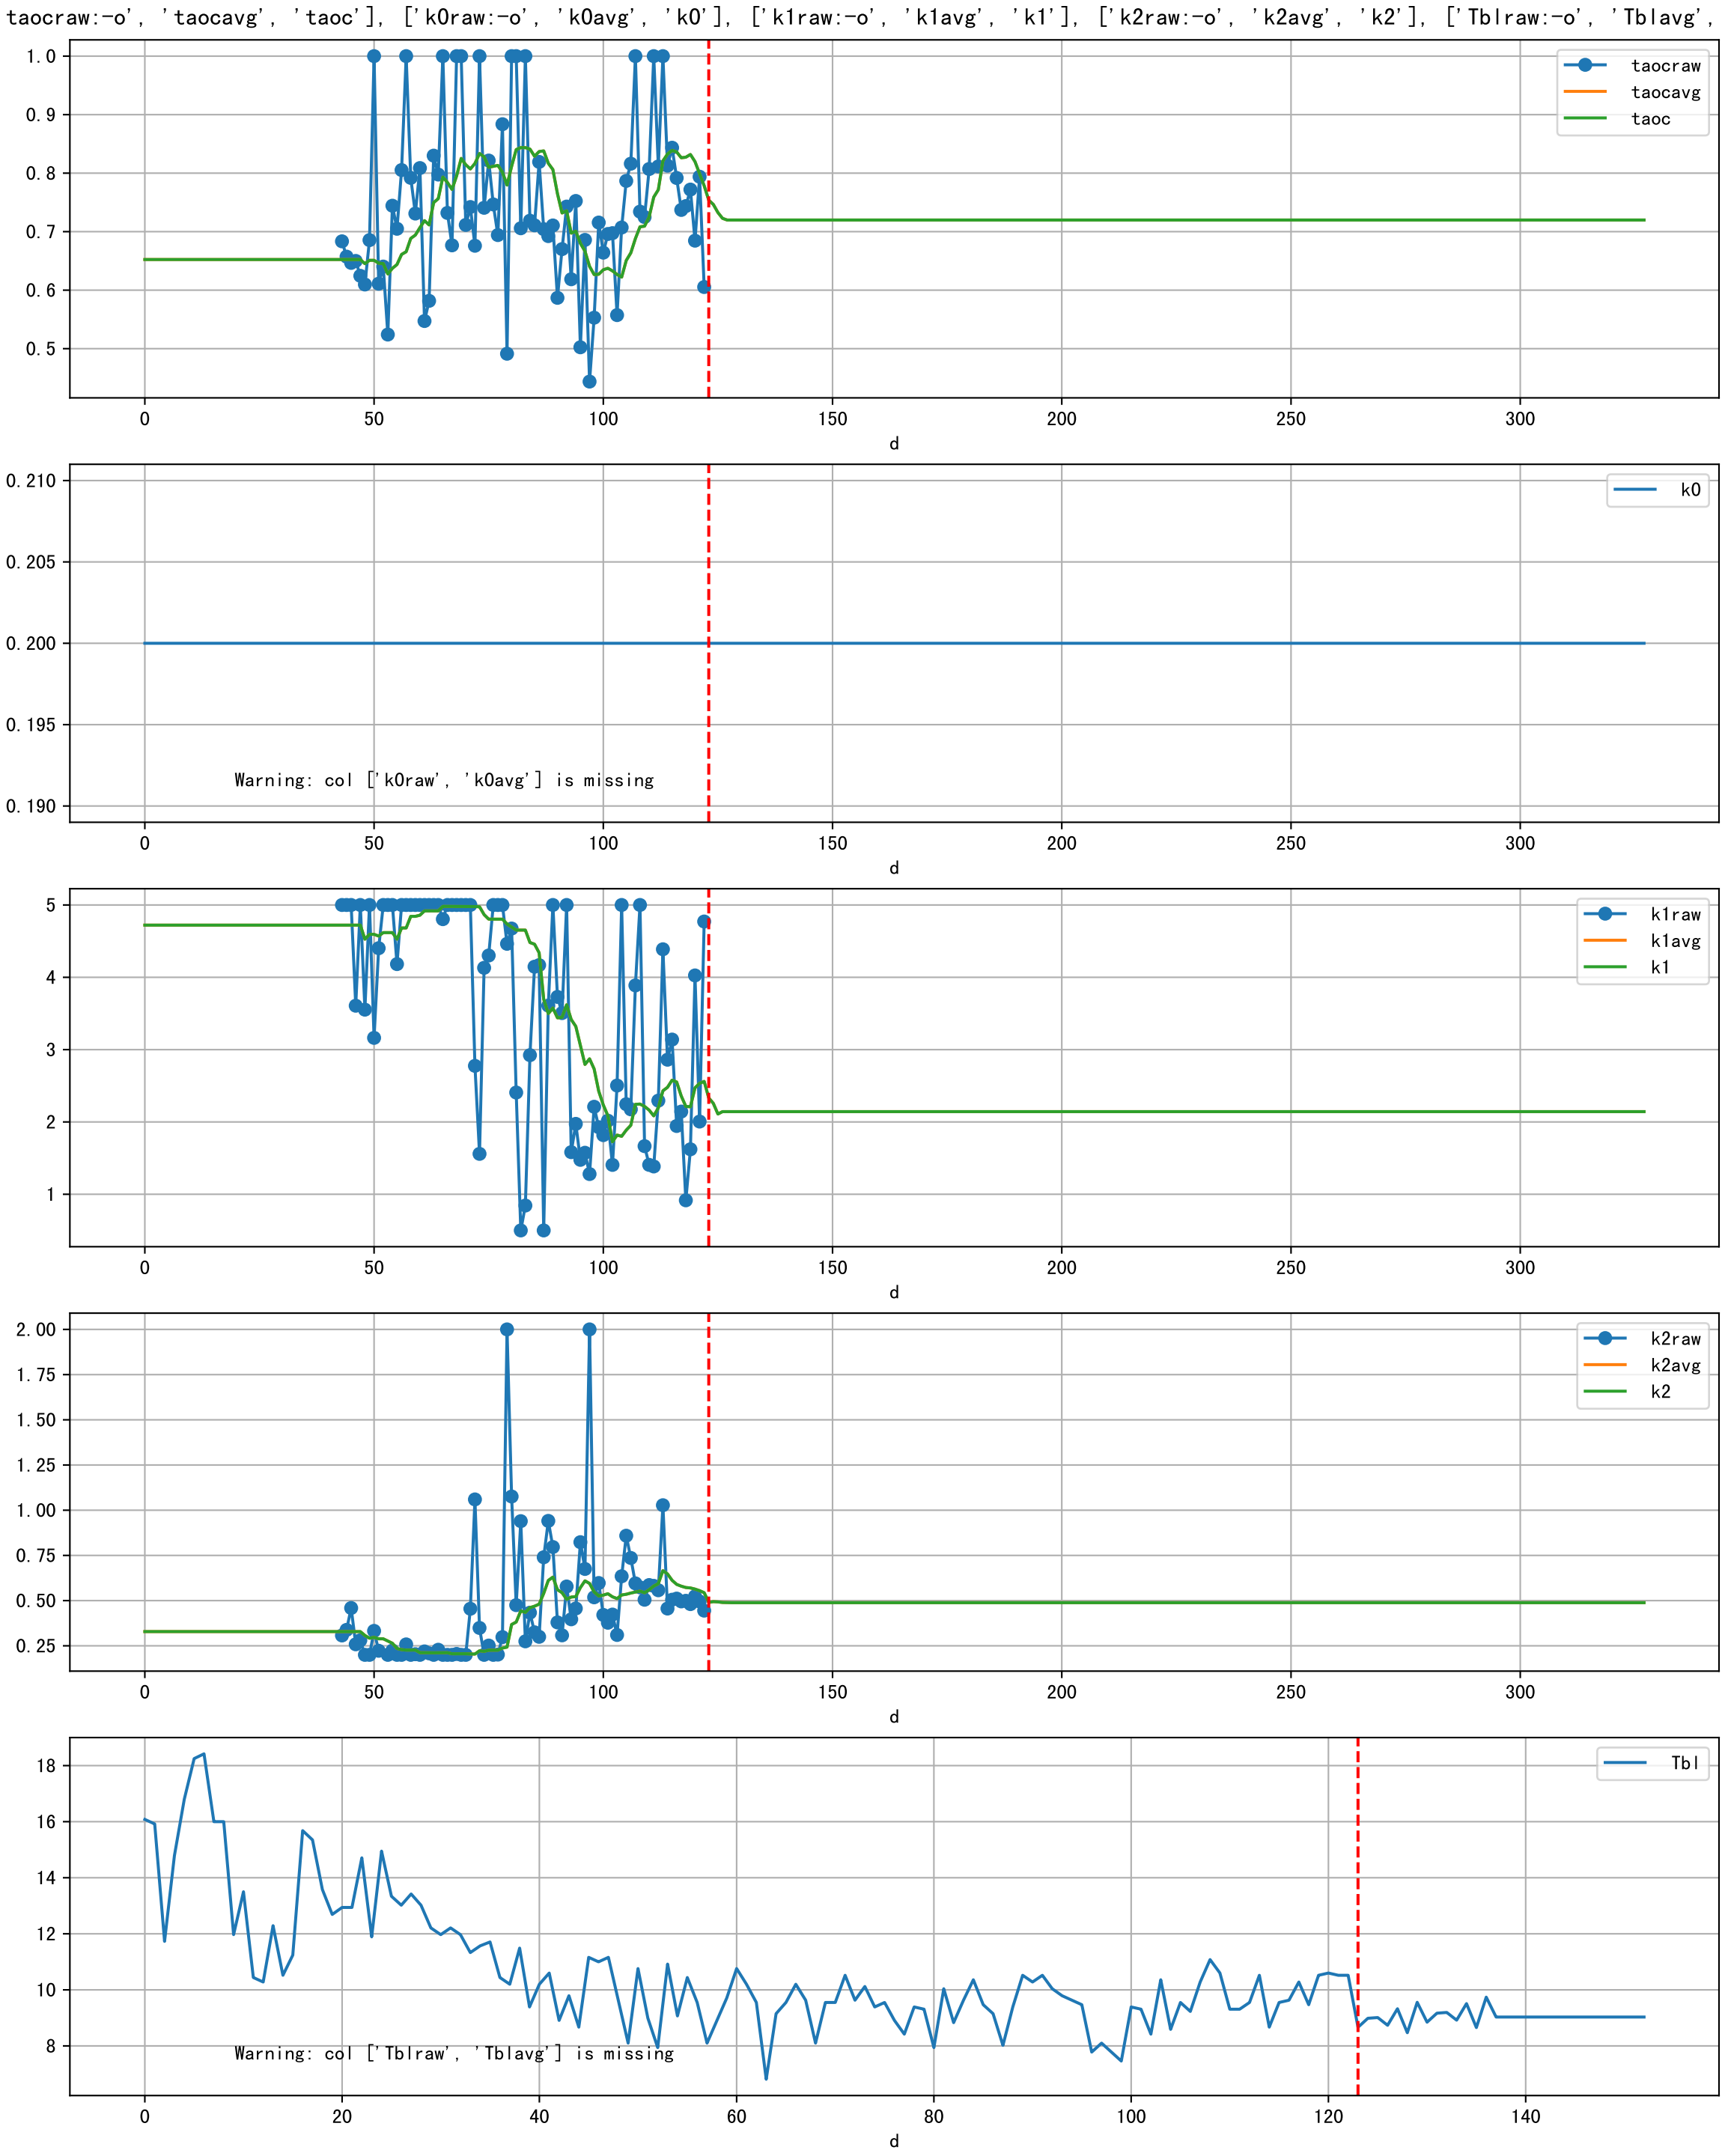 taocraw:-o', 'taocavg', 'taoc'], ['k0raw:-o', 'k0avg', 'k0'], ['k1raw:-o', 'k1avg', 'k1'], ['k2raw:-o', 'k2avg', 'k2'], ['Tblraw:-o', 'Tblavg',
1.0
0.9
0.8
0.7
0.6
0.5
taocraw
taocavg
taoc
0 50 100 150 200 250 300
d
0.210
0.205
0.200
0.195
0.190
k0
Warning: col ['k0raw', 'k0avg'] is missing
0 50 100 150 200 250 300
d
5
4
3
2
1
k1raw
k1avg
k1
0 50 100 150 200 250 300
d
2.00
1.75
1.50
1.25
1.00
0.75
0.50
0.25
k2raw
k2avg
k2
0 50 100 150 200 250 300
d
18
16
14
12
10
8
Tbl
Warning: col ['Tblraw', 'Tblavg'] is missing
0 20 40 60 80 100 120 140
d